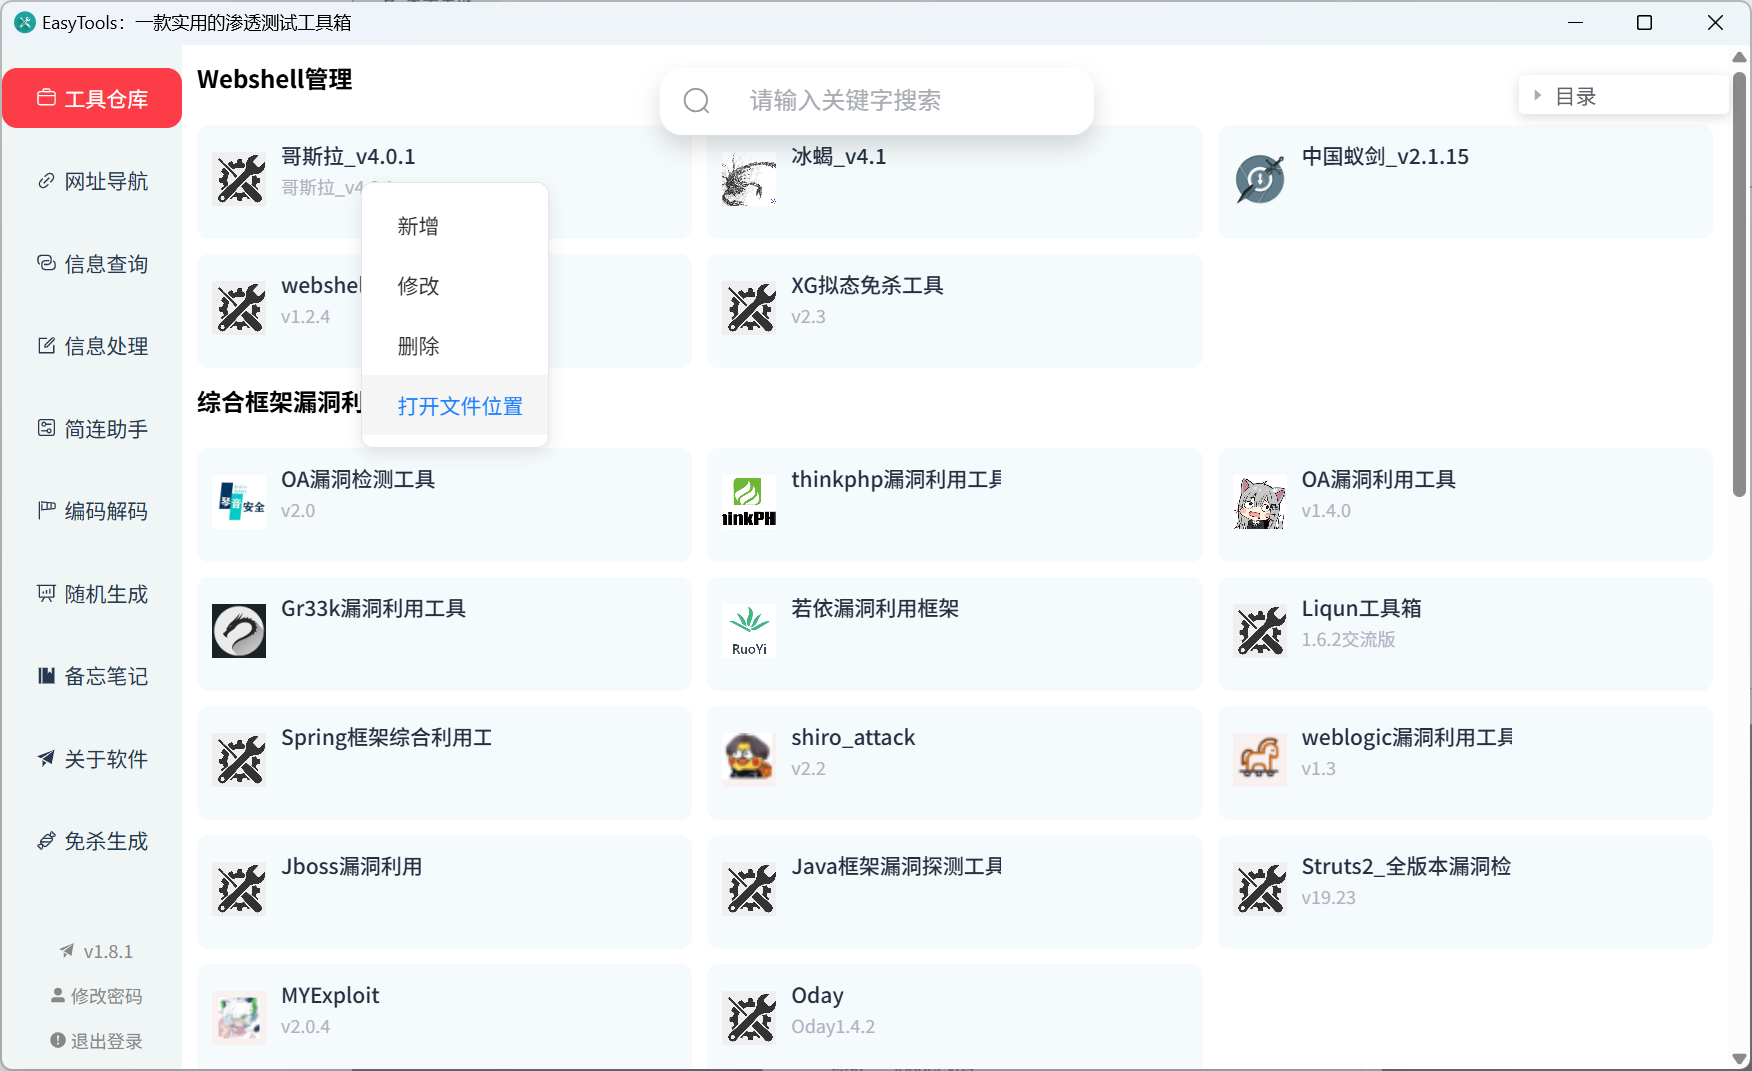 EasyTools：一款实用的渗透测试工具箱
工具仓库
网址导航
信息查询
信息处理
简连助手
编码解码
随机生成
备忘笔记
关于软件
免杀生成
v1.8.1
修改密码
退出登录
Webshell管理
请输入关键字搜索
目录
哥斯拉_v4.0.1
哥斯拉_v4
冰蝎_v4.1
中国蚁剑_v2.1.15
新增
修改
删除
打开文件位置
webshel
v1.2.4
XG拟态免杀工具
v2.3
综合框架漏洞利
OA漏洞检测工具
v2.0
琴音安全
thinkphp漏洞利用工具
inkPH
OA漏洞利用工具
v1.4.0
Gr33k漏洞利用工具
若依漏洞利用框架
RuoYi
Liqun工具箱
1.6.2交流版
Spring框架综合利用工
shiro_attack
v2.2
weblogic漏洞利用工具
v1.3
Jboss漏洞利用
Java框架漏洞探测工具
Struts2_全版本漏洞检
v19.23
MYExploit
v2.0.4
Oday
Oday1.4.2